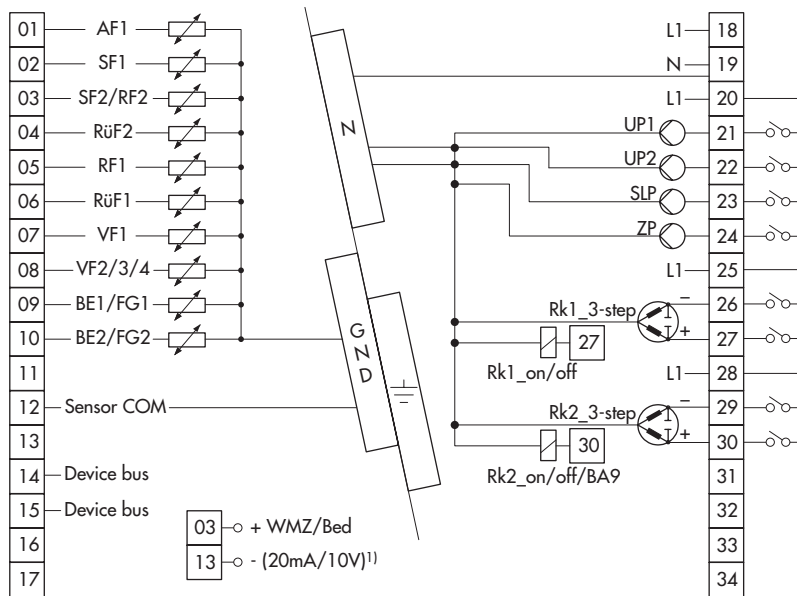 01 AF1
02 SF1
03 SF2/RF2
04 RüF2
05 RF1
06 RüF1
07 VF1
08 VF2/3/4
09 BE1/FG1
10 BE2/FG2
11
12 Sensor COM
13
14 Device bus
15 Device bus
16
17
03 + WMZ/Bed
13 - (20mA/10V)1)
N
GND
L1 18
N 19
L1 20
UP1 21
UP2 22
SLP 23
ZP 24
L1 25
Rk1_3-step − 26
+ 27
27
Rk1_on/off
L1 28
Rk2_3-step − 29
+ 30
30
Rk2_on/off/BA9
31
32
33
34